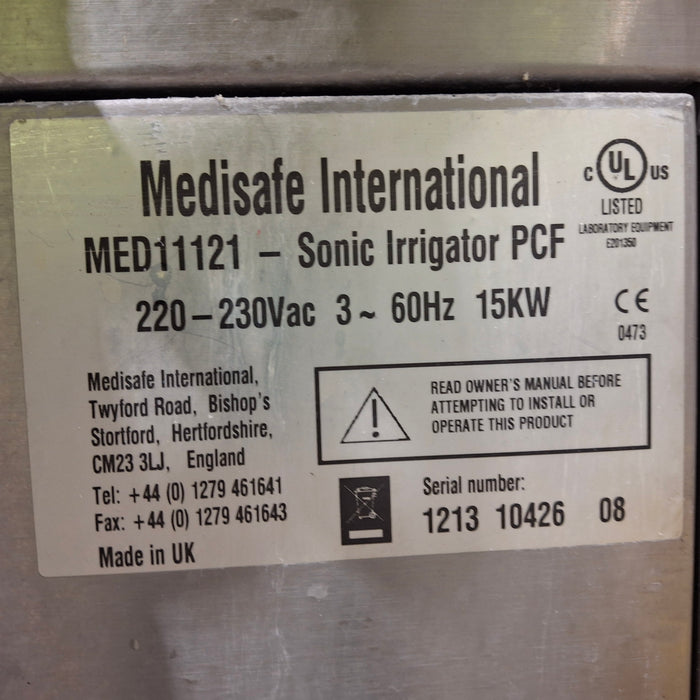 Medisafe International
MED11121 – Sonic Irrigator PCF
220–230Vac 3~ 60Hz 15KW
C UL US
LISTED
LABORATORY EQUIPMENT
E201350
CE
0473
Medisafe International,
Twyford Road, Bishop's
Stortford, Hertfordshire,
CM23 3LJ, England
Tel: +44 (0) 1279 461641
Fax: +44 (0) 1279 461643
Made in UK
READ OWNER'S MANUAL BEFORE
ATTEMPTING TO INSTALL OR
OPERATE THIS PRODUCT
Serial number:
1213 10426 08